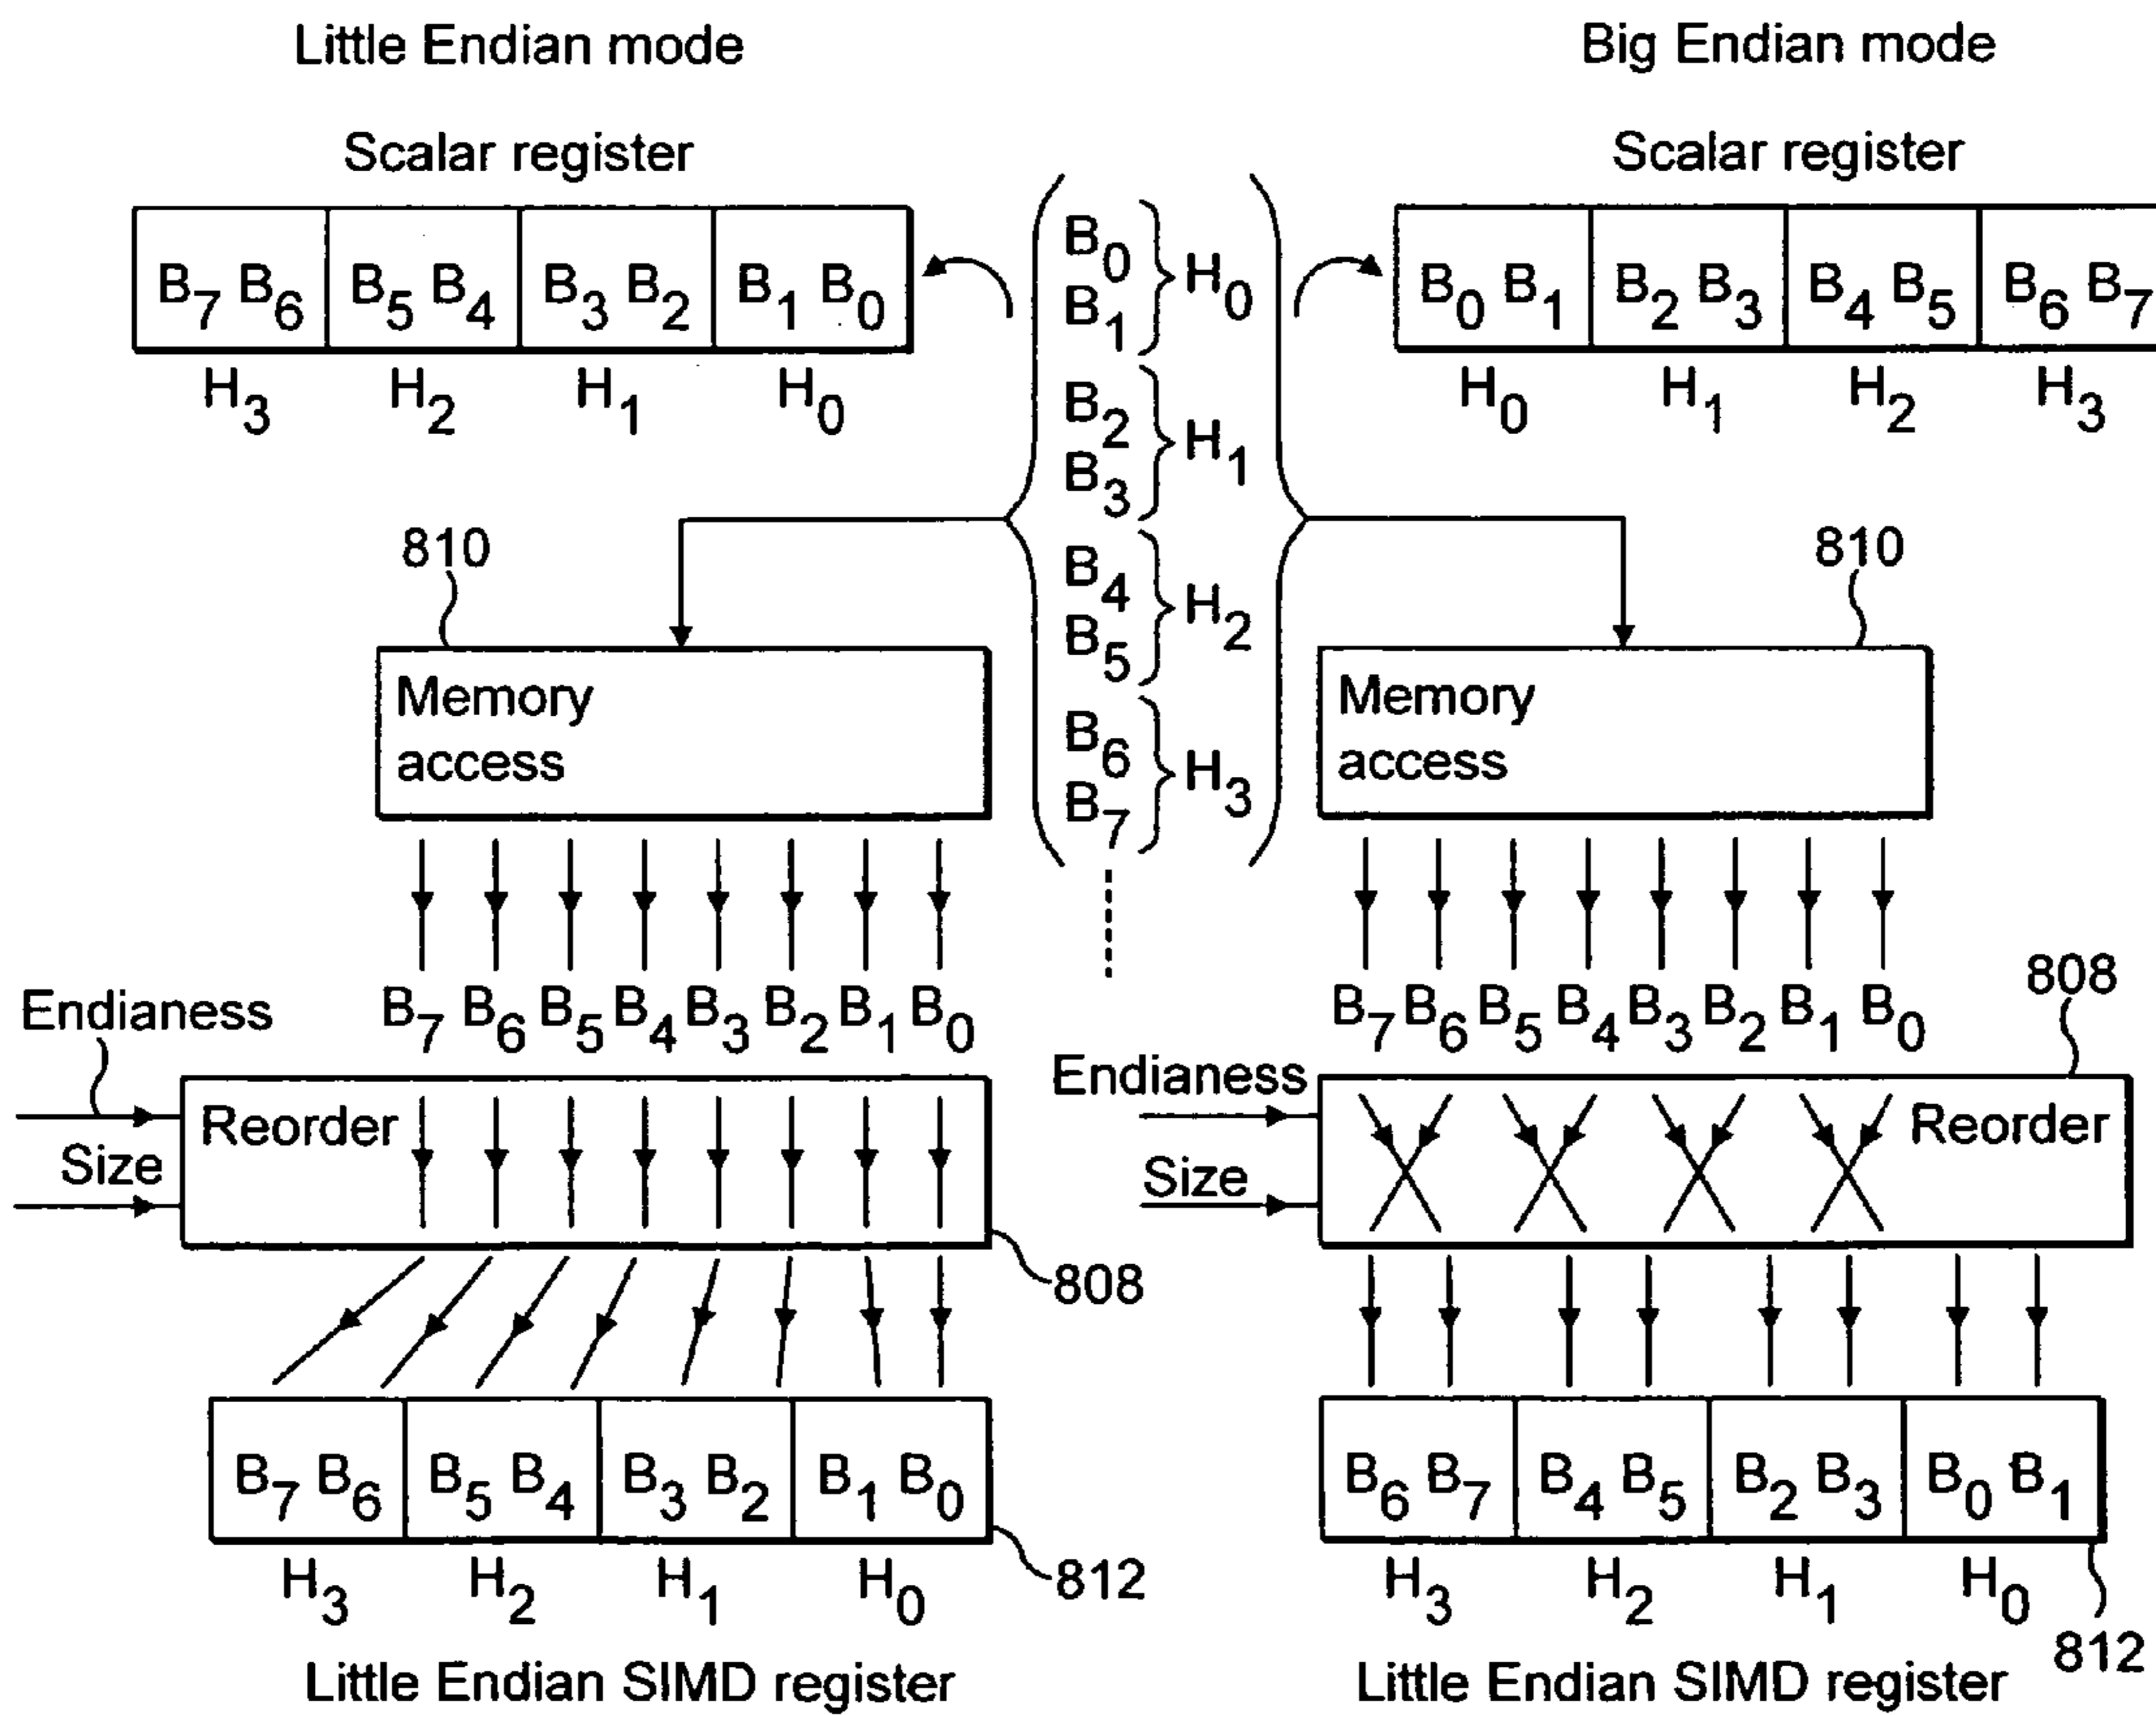 Little Endian mode
Scalar register
B7 B6 B5 B4 B3 B2 B1 B0
H3 H2 H1 H0
810
Memory
access
B7 B6 B5 B4 B3 B2 B1 B0
Endianess
Size
Reorder
808
B7 B6 B5 B4 B3 B2 B1 B0
H3 H2 H1 H0
812
Little Endian SIMD register
B0
B1
H0
B2
B3
H1
B4
B5
H2
B6
B7
H3
Big Endian mode
Scalar register
B0 B1 B2 B3 B4 B5 B6 B7
H0 H1 H2 H3
810
Memory
access
B7 B6 B5 B4 B3 B2 B1 B0
808
Endianess
Size
Reorder
B6 B7 B4 B5 B2 B3 B0 B1
H3 H2 H1 H0
812
Little Endian SIMD register